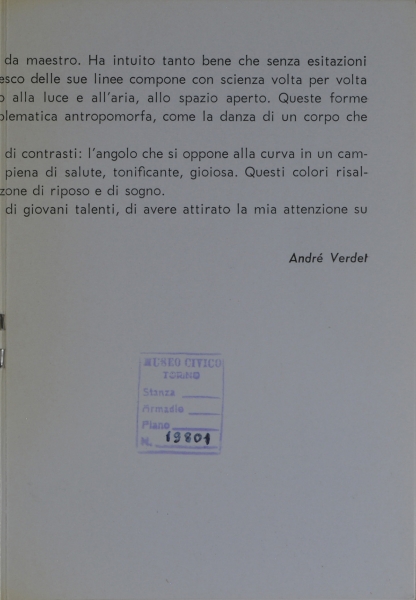 da maestro. Ha intuito tanto bene che senza esitazioni
esco delle sue linee compone con scienza volta per volta
o alla luce e all'aria, allo spazio aperto. Queste forme
blematica antropomorfa, come la danza di un corpo che
di contrasti: l'angolo che si oppone alla curva in un cam-
piena di salute, tonificante, gioiosa. Questi colori risal-
zone di riposo e di sogno.
di giovani talenti, di avere attirato la mia attenzione su
André Verdet
MUSEO CIVICO
TORINO
Stanza
Armadio
Piano
N. 19801